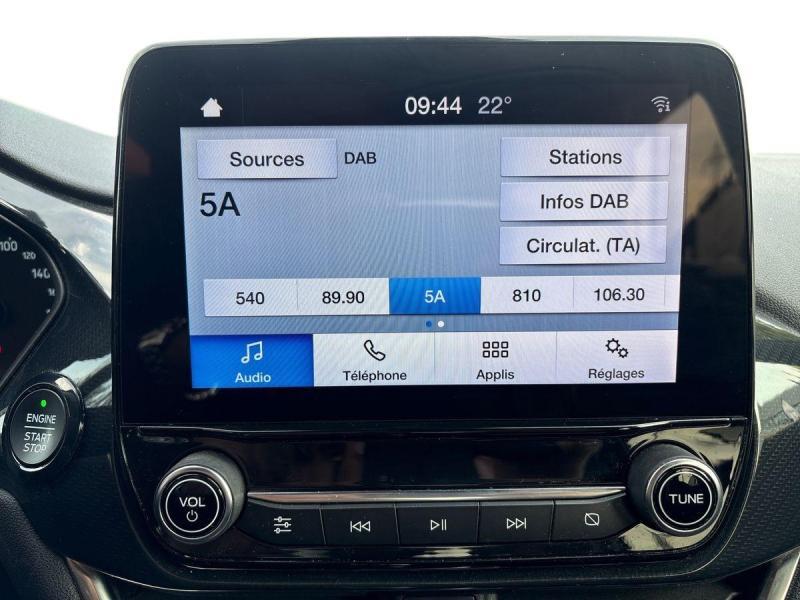 09:44 22°
Sources DAB
Stations
5A
Infos DAB
Circulat. (TA)
540 89.90 5A 810 106.30
Audio Téléphone Applis Réglages
100
120
140
ENGINE
START
STOP
VOL
TUNE